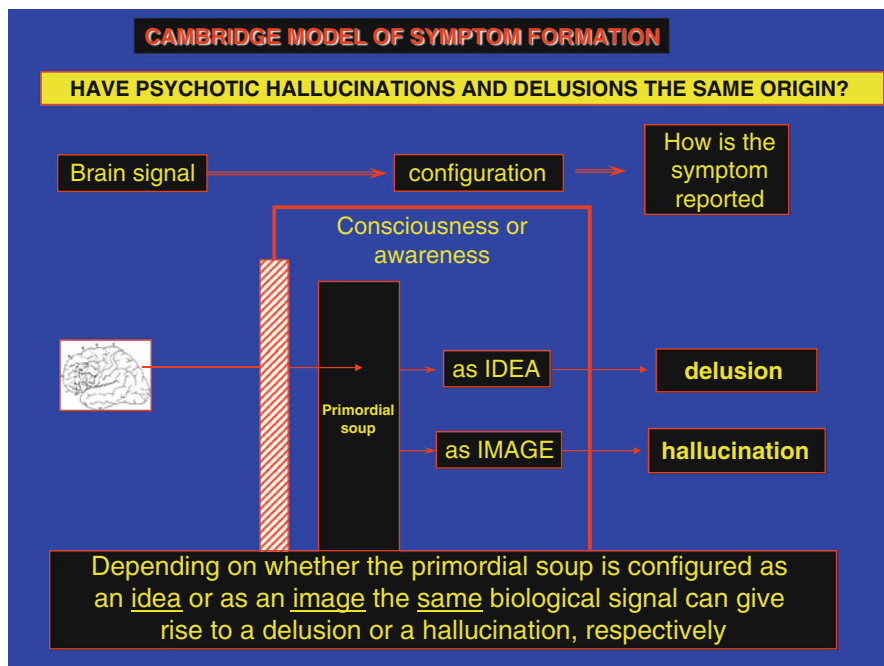 CAMBRIDGE MODEL OF SYMPTOM FORMATION
HAVE PSYCHOTIC HALLUCINATIONS AND DELUSIONS THE SAME ORIGIN?
Brain signal
configuration
How is the
symptom
reported
Consciousness or
awareness
Primordial
soup
as IDEA
delusion
as IMAGE
hallucination
Depending on whether the primordial soup is configured as
an idea or as an image the same biological signal can give
rise to a delusion or a hallucination, respectively